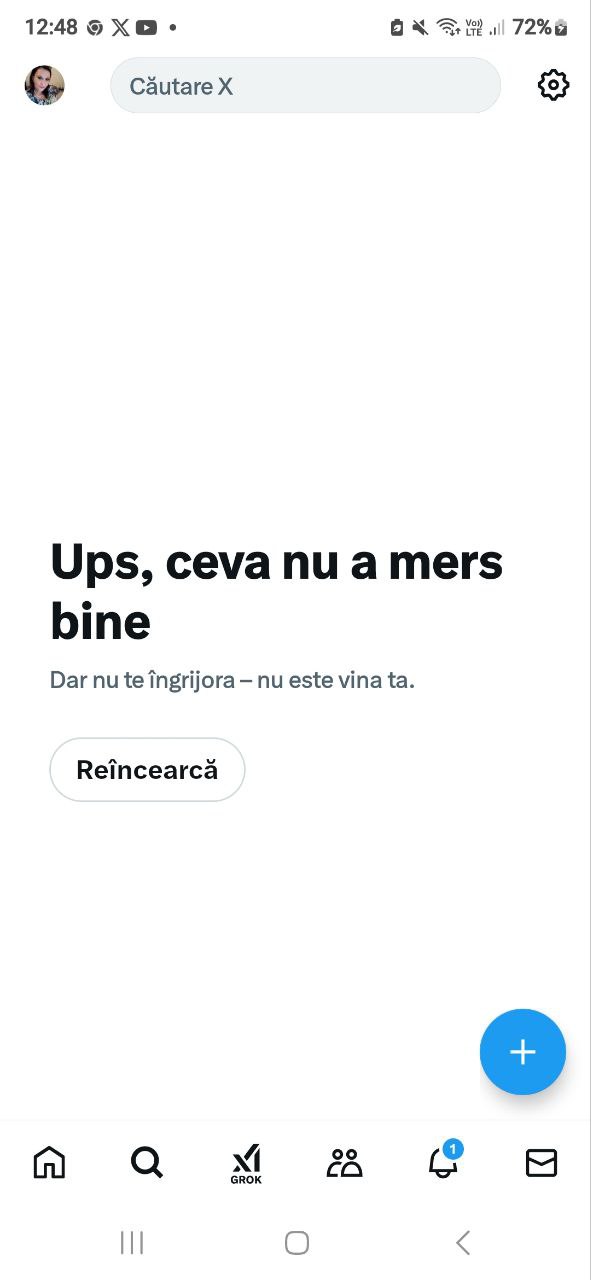 12:48
Vo)) LTE
72%
Căutare X
Ups, ceva nu a mers
bine
Dar nu te îngrijora – nu este vina ta.
Reîncearcă
1
GROK